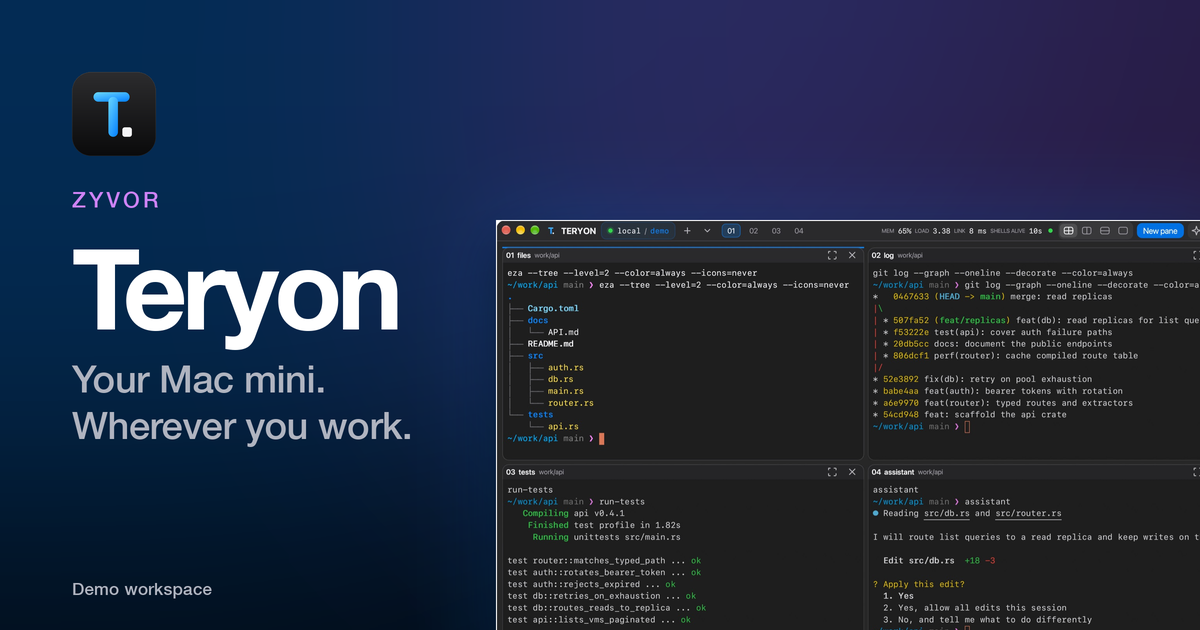 T.
ZYVOR
Teryon
Your Mac mini.
Wherever you work.
Demo workspace
T. TERYON local / demo + 01 02 03 04 MEM 65% LOAD 3.38 LINK 8 ms SHELLS ALIVE 10s New pane
01 files work/api
eza --tree --level=2 --color=always --icons=never
~/work/api main ❯ eza --tree --level=2 --color=always --icons=never
.
├── Cargo.toml
├── docs
│   └── API.md
├── README.md
├── src
│   ├── auth.rs
│   ├── db.rs
│   ├── main.rs
│   └── router.rs
└── tests
    └── api.rs
~/work/api main ❯
02 log work/api
git log --graph --oneline --decorate --color=always
~/work/api main ❯ git log --graph --oneline --decorate --color=a
*   0467633 (HEAD -> main) merge: read replicas
|\
| * 507fa52 (feat/replicas) feat(db): read replicas for list que
| * f53222e test(api): cover auth failure paths
| * 20db5cc docs: document the public endpoints
| * 806dcf1 perf(router): cache compiled route table
|/
* 52e3892 fix(db): retry on pool exhaustion
* babe4aa feat(auth): bearer tokens with rotation
* a6e9970 feat(router): typed routes and extractors
* 54cd948 feat: scaffold the api crate
~/work/api main ❯
03 tests work/api
run-tests
~/work/api main ❯ run-tests
Compiling api v0.4.1
Finished test profile in 1.82s
Running unittests src/main.rs
test router::matches_typed_path ... ok
test auth::rotates_bearer_token ... ok
test auth::rejects_expired ... ok
test db::retries_on_exhaustion ... ok
test db::routes_reads_to_replica ... ok
test api::lists_vms_paginated ... ok
04 assistant work/api
assistant
~/work/api main ❯ assistant
● Reading src/db.rs and src/router.rs
I will route list queries to a read replica and keep writes on t
Edit src/db.rs +18 -3
? Apply this edit?
1. Yes
2. Yes, allow all edits this session
3. No, and tell me what to do differently